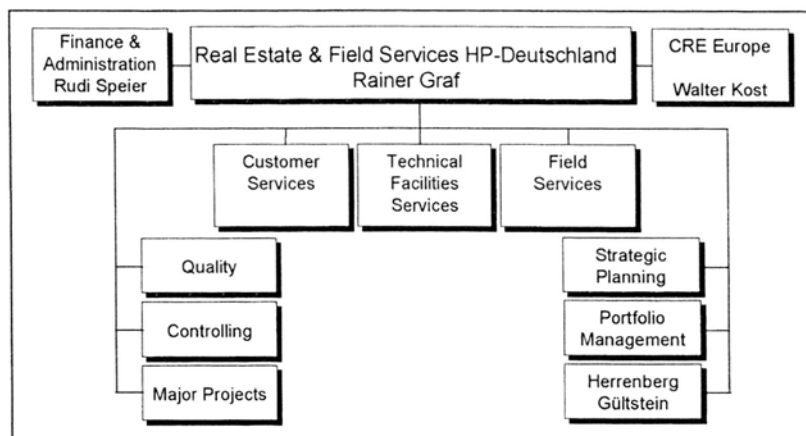 Finance &
Administration
Rudi Speier
Real Estate & Field Services HP-Deutschland
Rainer Graf
CRE Europe
Walter Kost
Customer
Services
Technical
Facilities
Services
Field
Services
Quality
Controlling
Major Projects
Strategic
Planning
Portfolio
Management
Herrenberg
Gültstein